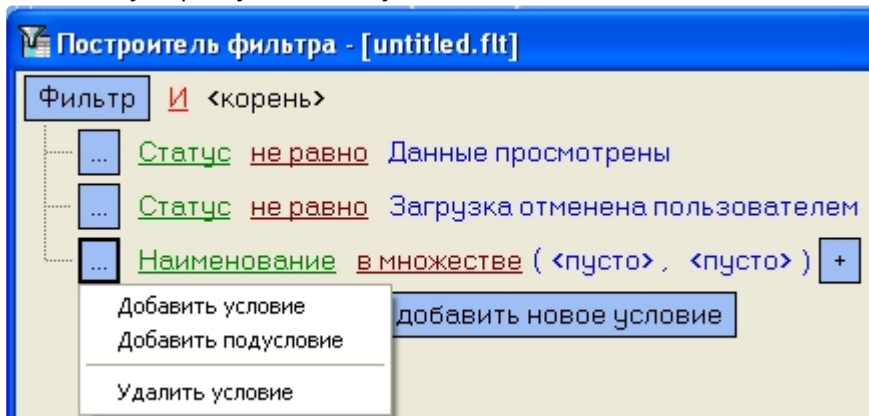 Построитель фильтра - [untitled.flt]
Фильтр И <корень>
... Статус не равно Данные просмотрены
... Статус не равно Загрузка отменена пользователем
... Наименование в множестве ( <пусто> , <пусто> ) +
Добавить условие
добавить новое условие
Добавить подусловие
Удалить условие